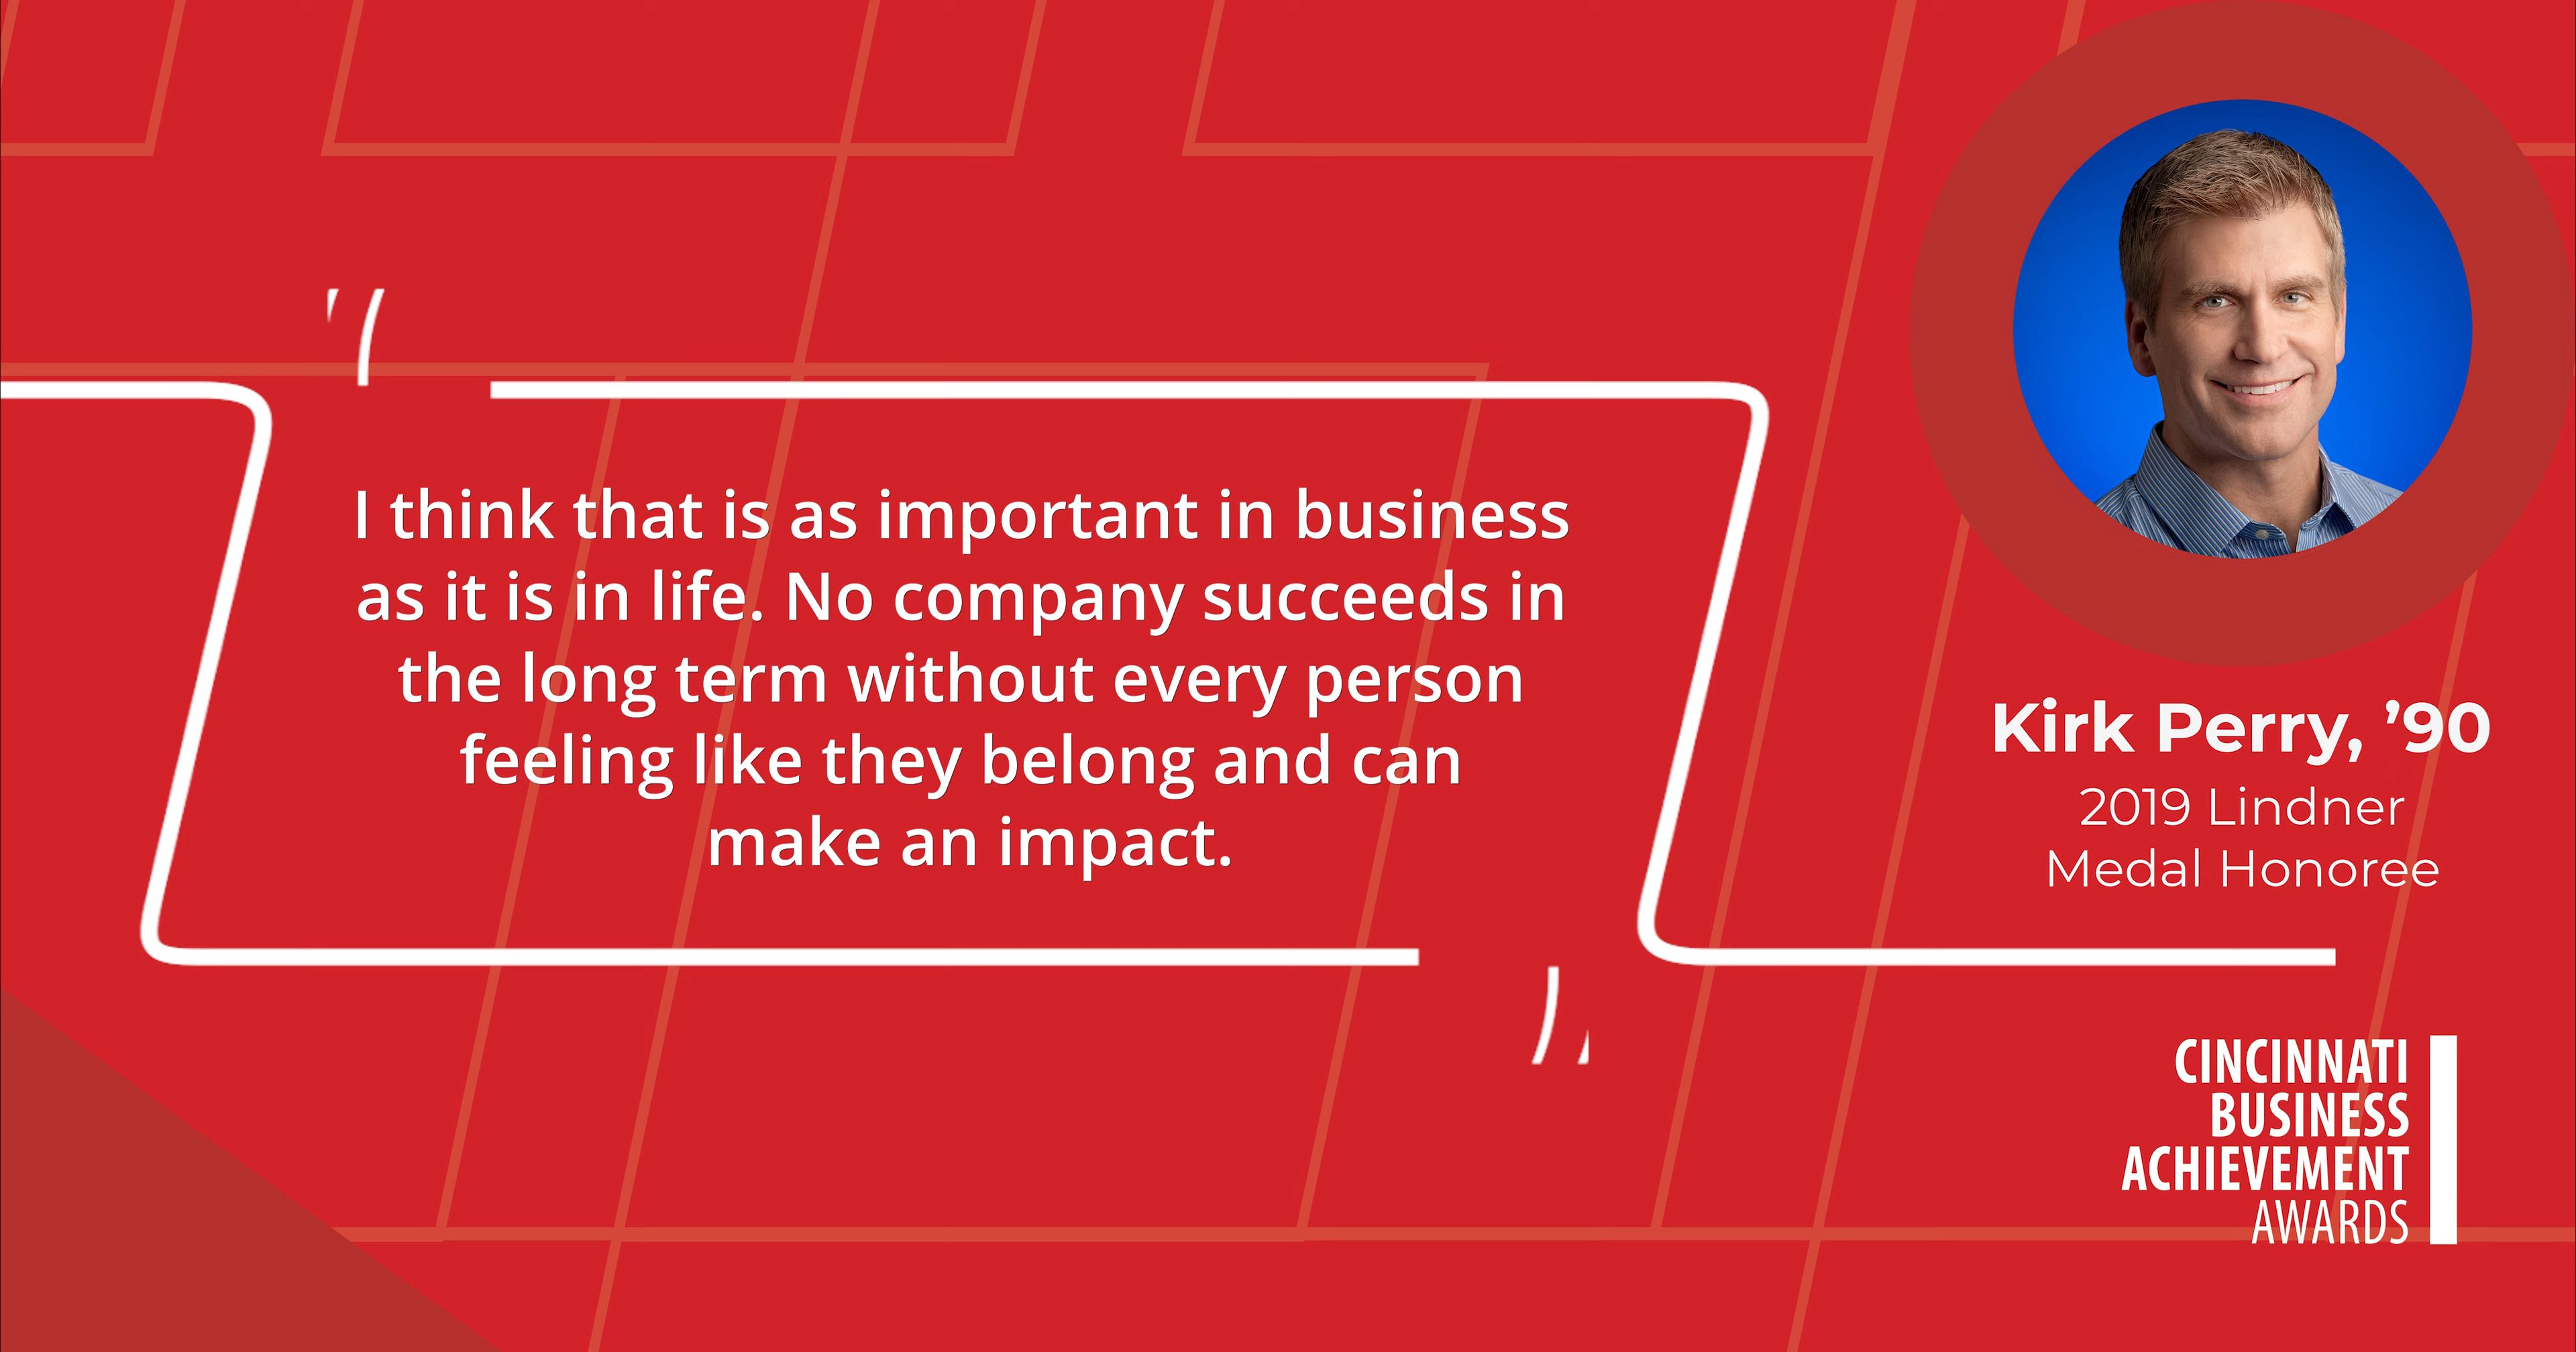 I think that is as important in business
as it is in life. No company succeeds in
the long term without every person
feeling like they belong and can
make an impact.
Kirk Perry, ’90
2019 Lindner
Medal Honoree
CINCINNATI
BUSINESS
ACHIEVEMENT
AWARDS